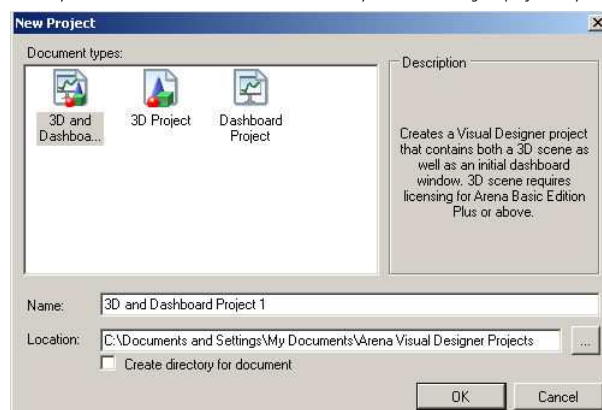 New Project
Document types:
3D and
Dashboa...
3D Project
Dashboard
Project
Description
Creates a Visual Designer project
that contains both a 3D scene as
well as an initial dashboard
window. 3D scene requires
licensing for Arena Basic Edition
Plus or above.
Name:
3D and Dashboard Project 1
Location:
C:\Documents and Settings\My Documents\Arena Visual Designer Projects
...
Create directory for document
OK
Cancel